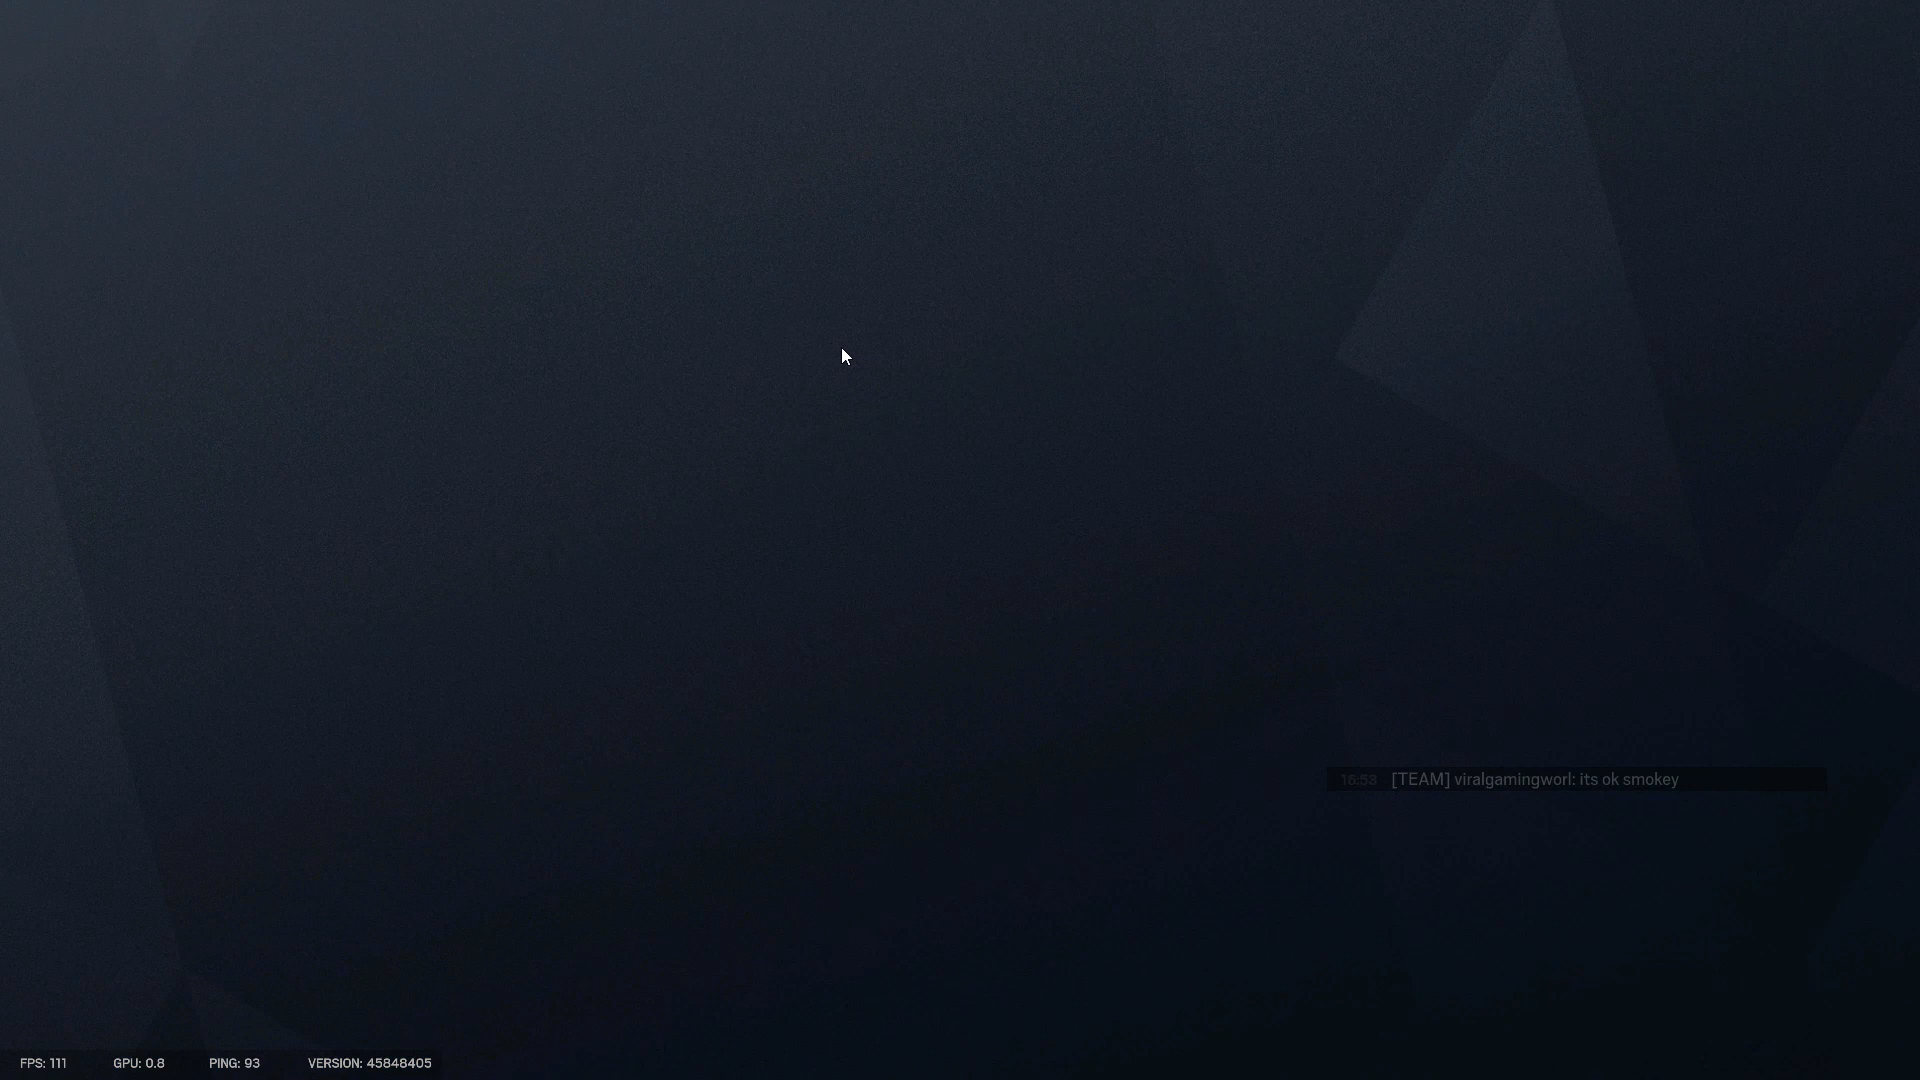 16:53 [TEAM] viralgamingworl: its ok smokey
FPS: 111 GPU: 0.8 PING: 93 VERSION: 45848405